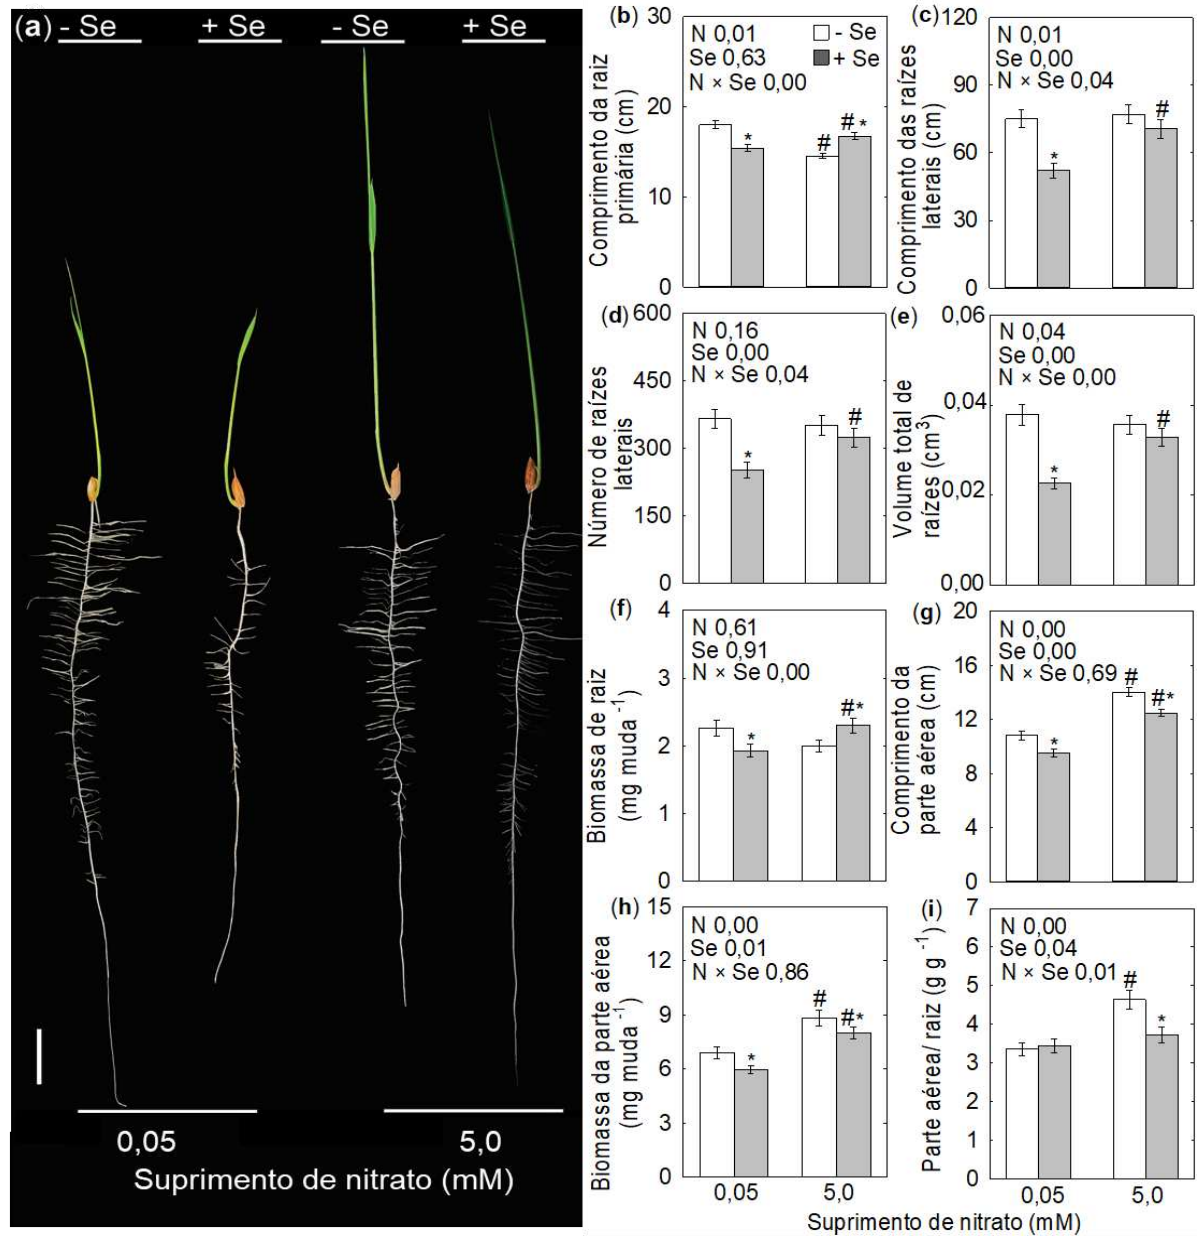 (a) - Se + Se - Se + Se
0,05 5,0
Suprimento de nitrato (mM)
(b)
Comprimento da raiz
primária (cm)
30
20
10
0
N 0,01
Se 0,63
N × Se 0,00
- Se
+ Se
*
#
#*
(c)
Comprimento das raízes
laterais (cm)
120
90
60
30
0
N 0,01
Se 0,00
N × Se 0,04
*
#
(d)
Número de raízes
laterais
600
450
300
150
0
N 0,16
Se 0,00
N × Se 0,04
*
#
(e)
Volume total de
raízes (cm³)
0,06
0,04
0,02
0,00
N 0,04
Se 0,00
N × Se 0,00
*
#
(f)
Biomassa de raiz
(mg muda ⁻¹)
4
3
2
1
0
N 0,61
Se 0,91
N × Se 0,00
*
#*
(g)
Comprimento da
parte aérea (cm)
20
16
12
8
4
0
N 0,00
Se 0,00
N × Se 0,69
*
#
#*
(h)
Biomassa da parte aérea
(mg muda ⁻¹)
15
12
9
6
3
0
N 0,00
Se 0,01
N × Se 0,86
*
#
#*
0,05 5,0
(i)
Parte aérea/ raiz (g g ⁻¹)
7
6
5
4
3
2
1
0
N 0,00
Se 0,04
N × Se 0,01
#
*
0,05 5,0
Suprimento de nitrato (mM)